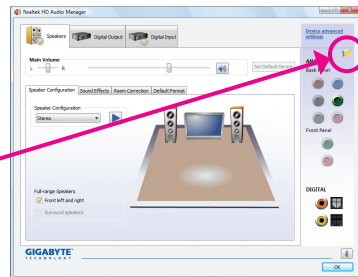 Realtek HD Audio Manager
Speakers
Digital Output
Digital Input
Device advanced
settings
Main Volume
L
R
Set Default Device
ANALOG
Back Panel
Speaker Configuration
Sound Effects
Room Correction
Default Format
Speaker Configuration
Stereo
Front Panel
Full-range Speakers
Front left and right
Surround speakers
DIGITAL
GIGABYTE
TECHNOLOGY
OK